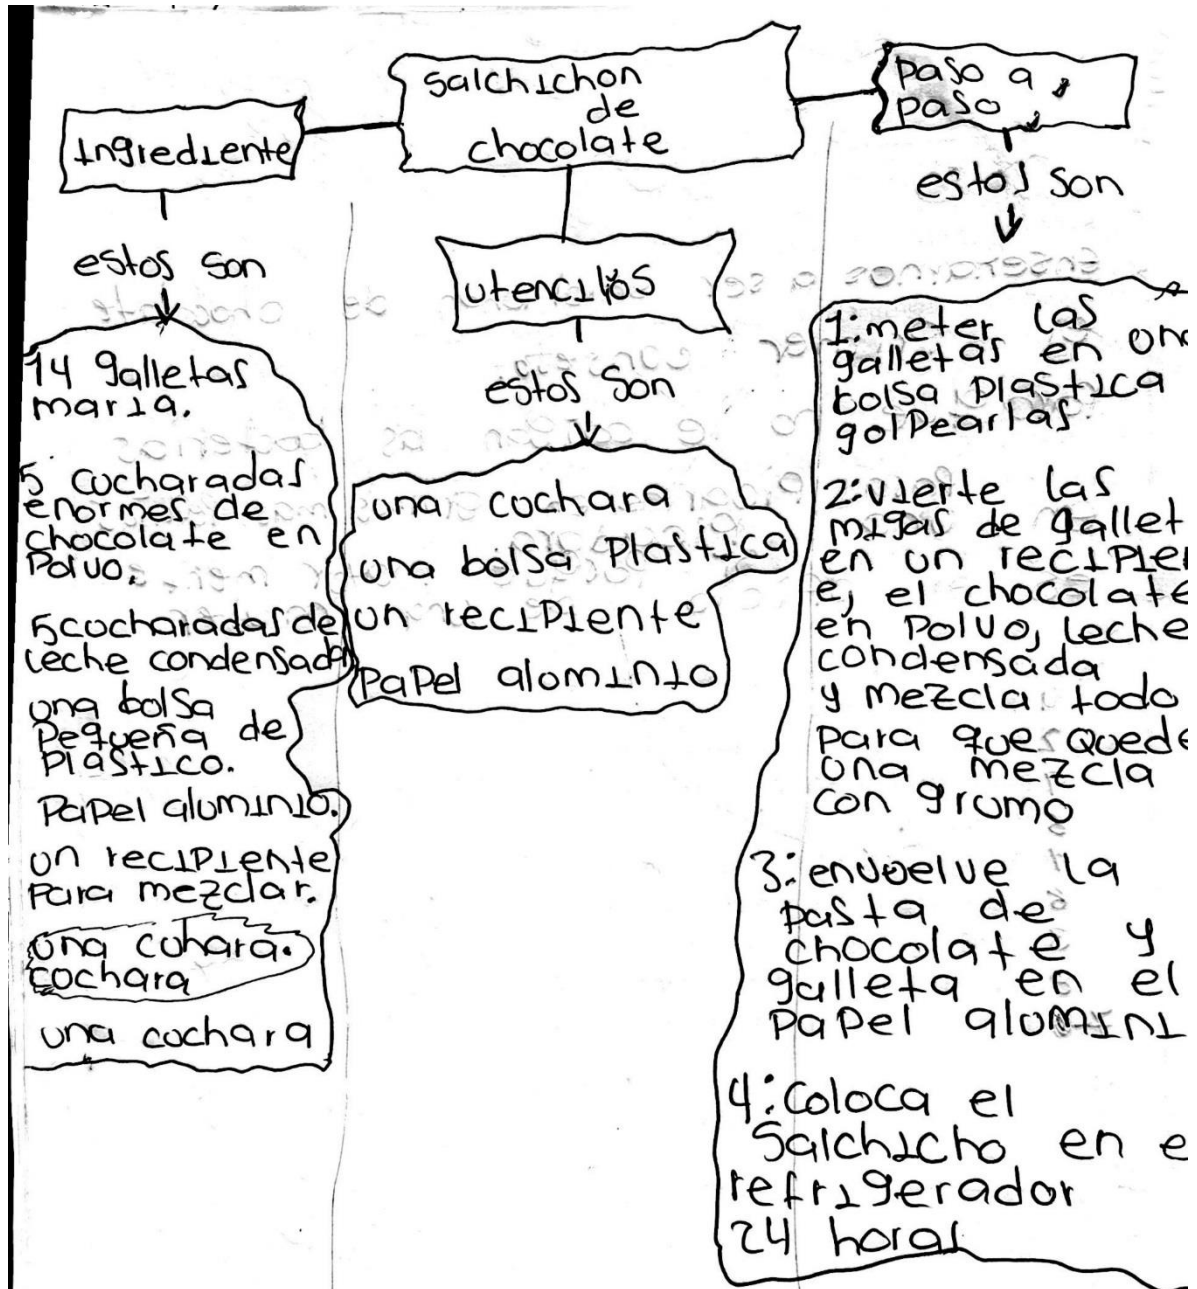 Ingrediente
estos son
14 galletas
maria.
5 cucharadas
enormes de
chocolate en
Polvo.
5 cucharadas de
leche condensada
una bolsa
Pequeña de
Plástico.
Papel aluminio.
un recipiente
Para mezclar.
una cuhara.
cochara
una cuchara
Salchichon
de
chocolate
utencilios
estos son
una cuchara
una bolsa Plastica
un recipiente
Papel aluminio
Paso a
paso
estos son
1: meter las
galletas en una
bolsa Plastica
golpearlas
2: vierte las
migas de gallet
en un recipien
e, el chocolate
en Polvo, leche
condensada
y mezcla todo
para que quede
una mezcla
con grumo
3: envuelve la
pasta de
chocolate y
galleta en el
Papel alumini
4: coloca el
Salchicho en e
refrigerador
24 horas